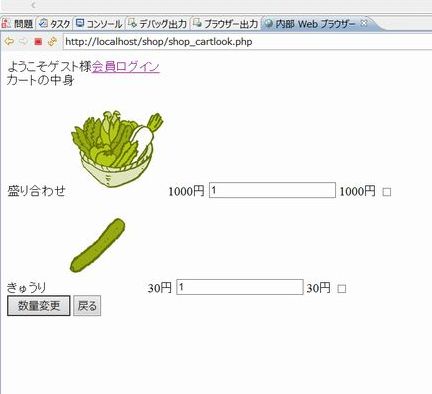 問題 タスク コンソール デバッグ出力 ブラウザー出力 内部 Web ブラウザー
http://localhost/shop/shop_cartlook.php
ようこそゲスト様会員ログイン
カートの中身
盛り合わせ 1000円 1 1000円
きゅうり 30円 1 30円
数量変更 戻る